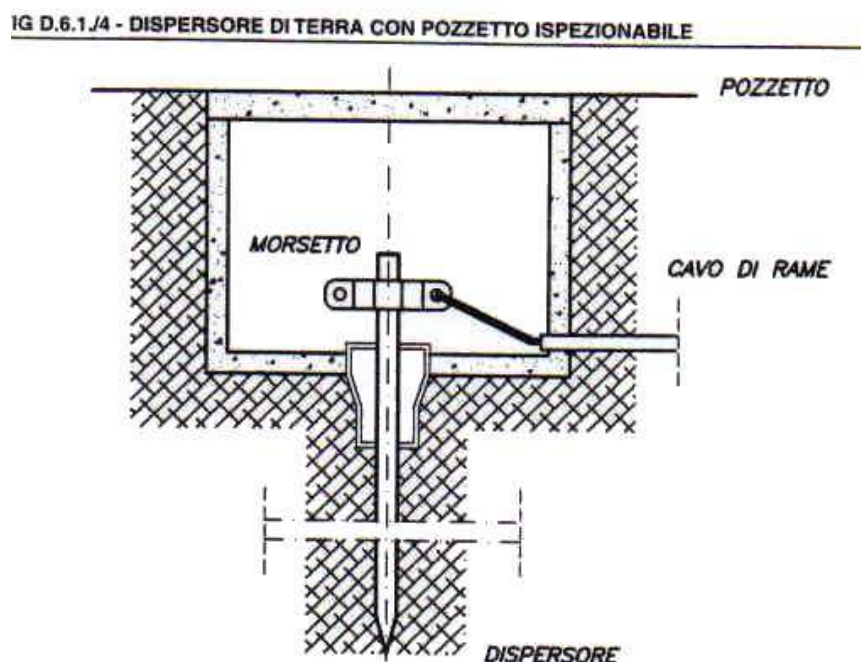 IG D.6.1./4 - DISPERSORE DI TERRA CON POZZETTO ISPEZIONABILE
POZZETTO
MORSETTO
CAVO DI RAME
DISPERSORE